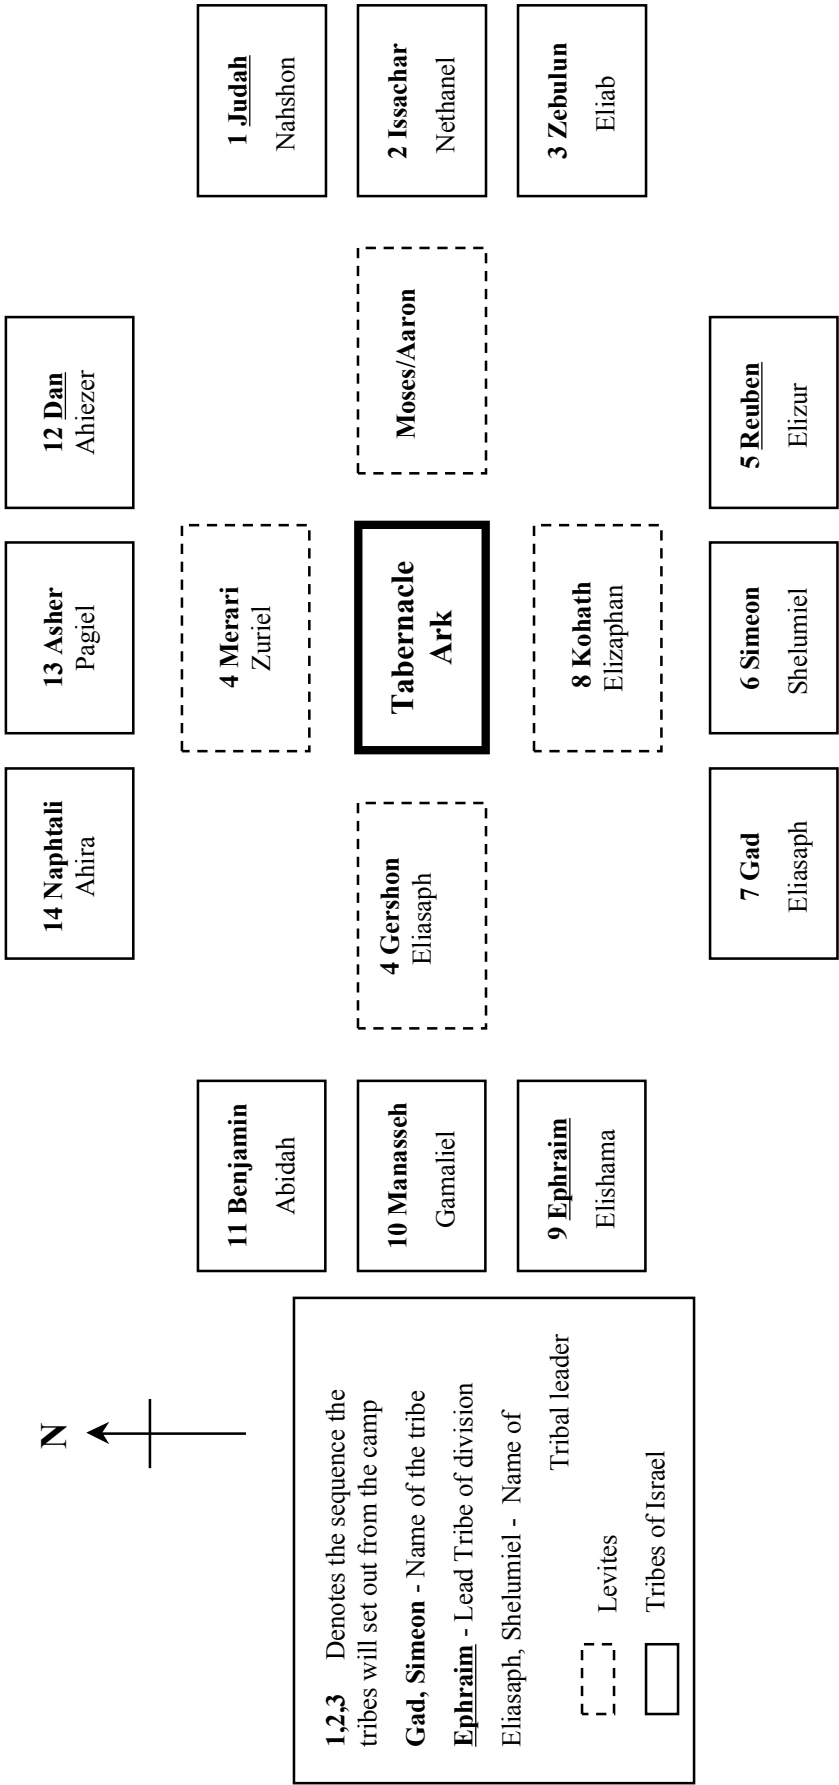 N
1,2,3 Denotes the sequence the
tribes will set out from the camp
Gad, Simeon - Name of the tribe
Ephraim - Lead Tribe of division
Eliasaph, Shelumiel - Name of
Tribal leader
Levites
Tribes of Israel
14 Naphtali
Ahira
13 Asher
Pagiel
12 Dan
Ahiezer
11 Benjamin
Abidah
4 Merari
Zuriel
1 Judah
Nahshon
10 Manasseh
Gamaliel
4 Gershon
Eliasaph
Tabernacle
Ark
Moses/Aaron
2 Issachar
Nethanel
9 Ephraim
Elishama
8 Kohath
Elizaphan
3 Zebulun
Eliab
7 Gad
Eliasaph
6 Simeon
Shelumiel
5 Reuben
Elizur